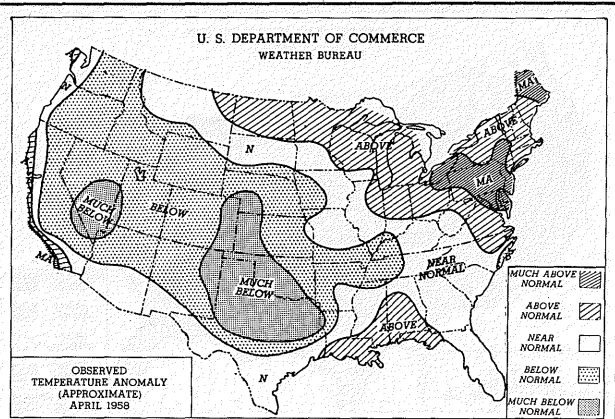 U. S. DEPARTMENT OF COMMERCE
WEATHER BUREAU
A
N
MA
ABOVE
ABOVE
N
A
MA
MUCH
BELOW
BELOW
MUCH
BELOW
NEAR
NORMAL
MA
ABOVE
N
OBSERVED
TEMPERATURE ANOMALY
(APPROXIMATE)
APRIL 1958
MUCH ABOVE
NORMAL
ABOVE
NORMAL
NEAR
NORMAL
BELOW
NORMAL
MUCH BELOW
NORMAL